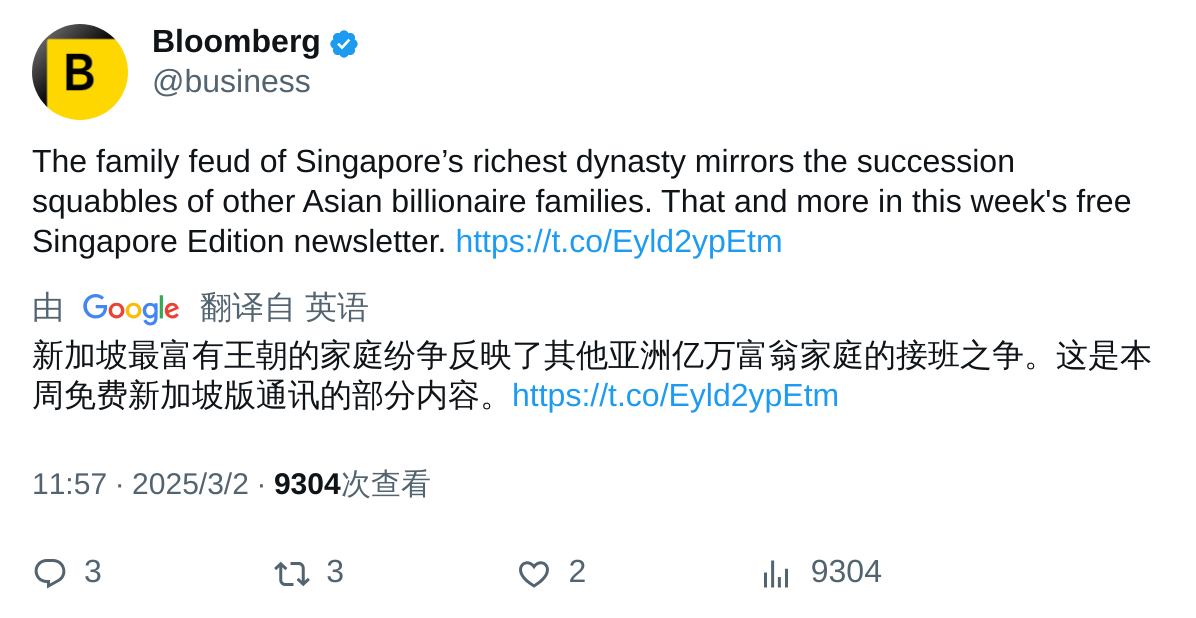 B
Bloomberg
@business
The family feud of Singapore’s richest dynasty mirrors the succession
squabbles of other Asian billionaire families. That and more in this week's free
Singapore Edition newsletter. https://t.co/Eyld2ypEtm
由 Google 翻译自 英语
新加坡最富有王朝的家庭纷争反映了其他亚洲亿万富翁家庭的接班之争。这是本
周免费新加坡版通讯的部分内容。https://t.co/Eyld2ypEtm
11:57 · 2025/3/2 · 9304次查看
3 3 2 9304